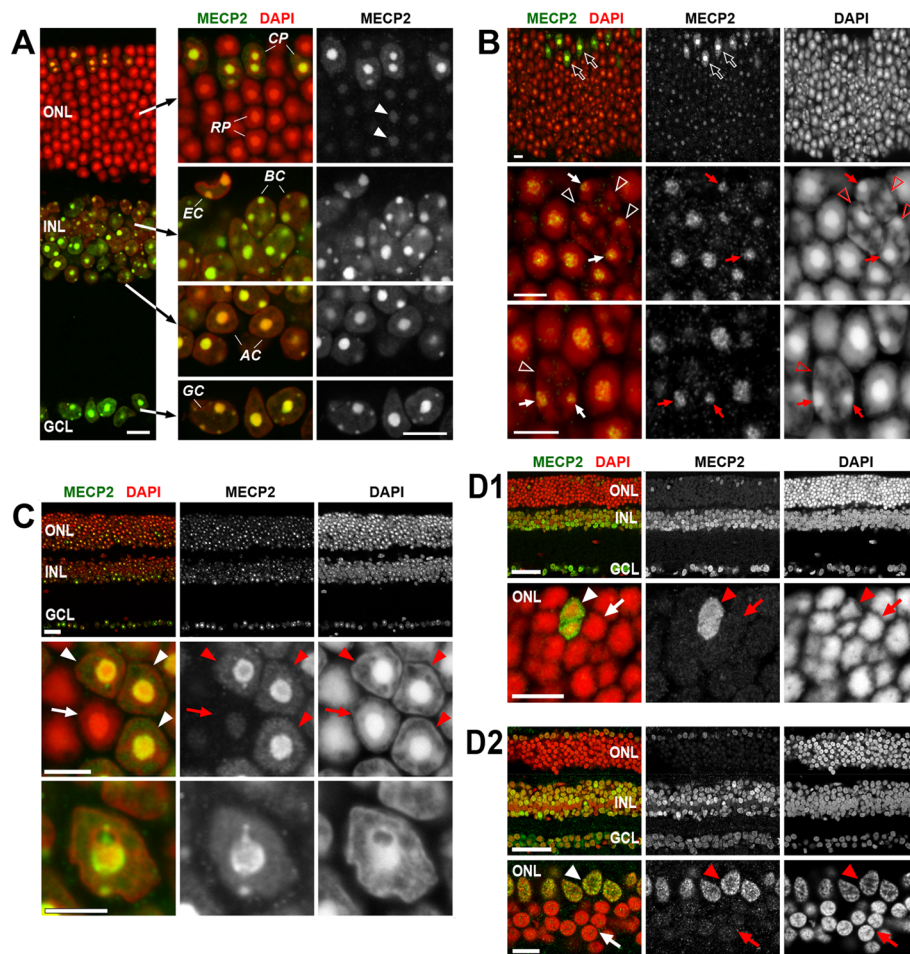 A
MECP2 DAPI
MECP2
ONL
INL
GCL
CP
RP
BC
EC
AC
GC
B
MECP2 DAPI
MECP2
DAPI
C
MECP2 DAPI
MECP2
DAPI
ONL
INL
GCL
D1
MECP2 DAPI
MECP2
DAPI
ONL
INL
GCL
ONL
D2
ONL
INL
GCL
ONL